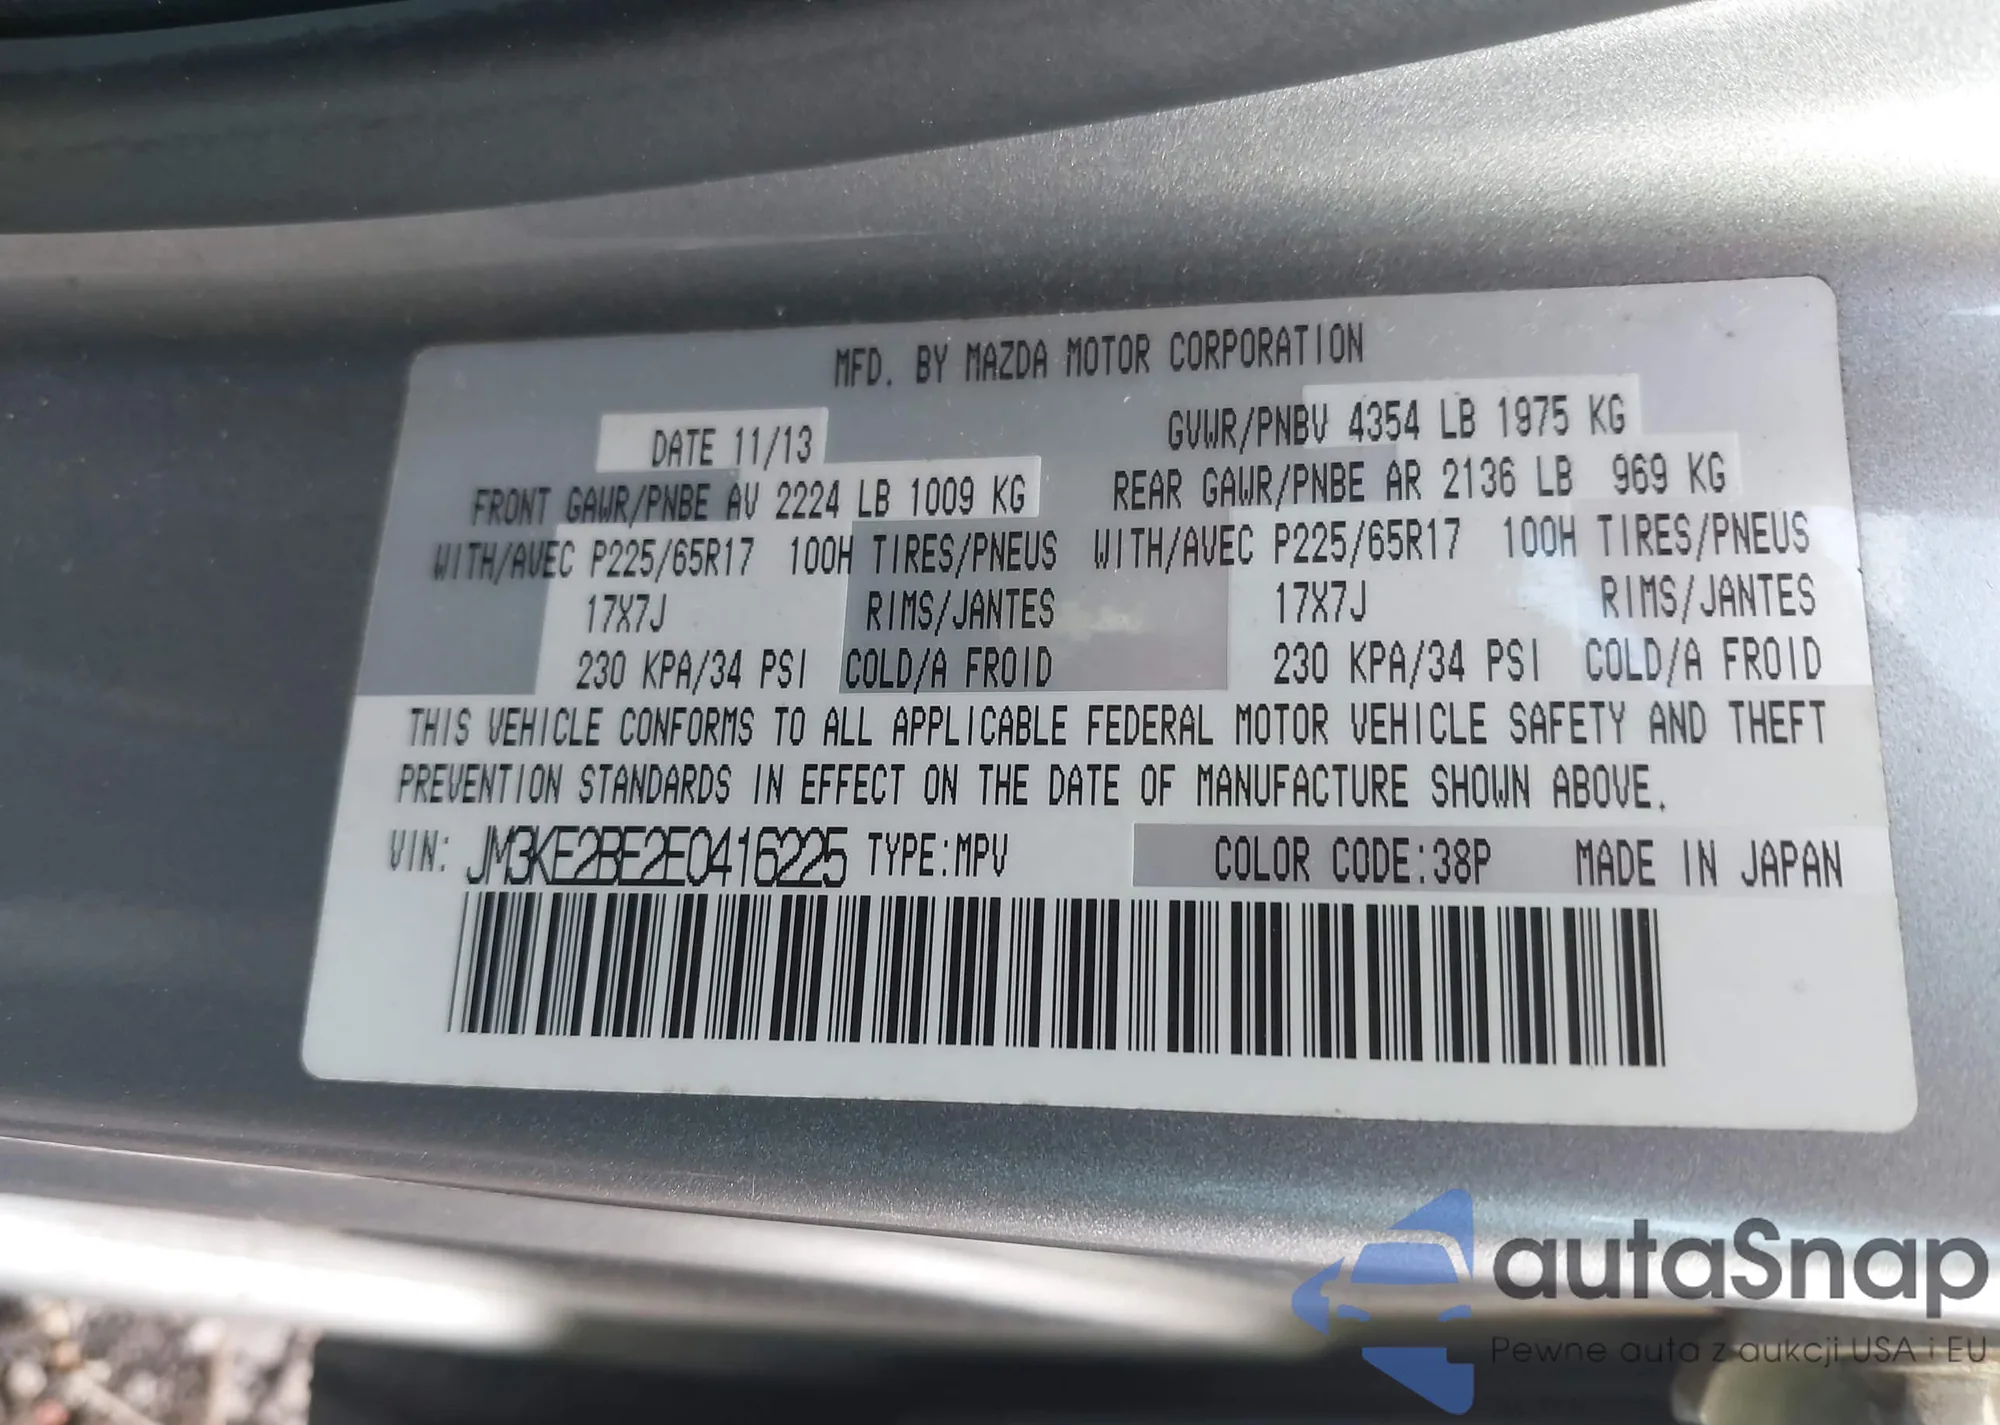 MFD. BY MAZDA MOTOR CORPORATION
DATE 11/13 GVWR/PNBV 4354 LB 1975 KG
FRONT GAWR/PNBE AV 2224 LB 1009 KG REAR GAWR/PNBE AR 2136 LB 969 KG
WITH/AVEC P225/65R17 100H TIRES/PNEUS WITH/AVEC P225/65R17 100H TIRES/PNEUS
17X7J RIMS/JANTES 17X7J RIMS/JANTES
230 KPA/34 PSI COLD/A FROID 230 KPA/34 PSI COLD/A FROID
THIS VEHICLE CONFORMS TO ALL APPLICABLE FEDERAL MOTOR VEHICLE SAFETY AND THEFT
PREVENTION STANDARDS IN EFFECT ON THE DATE OF MANUFACTURE SHOWN ABOVE.
VIN: JM3KE2BE2E0416225 TYPE:MPV COLOR CODE:38P MADE IN JAPAN
autaSnap
Pewne auta z aukcji USA i EU